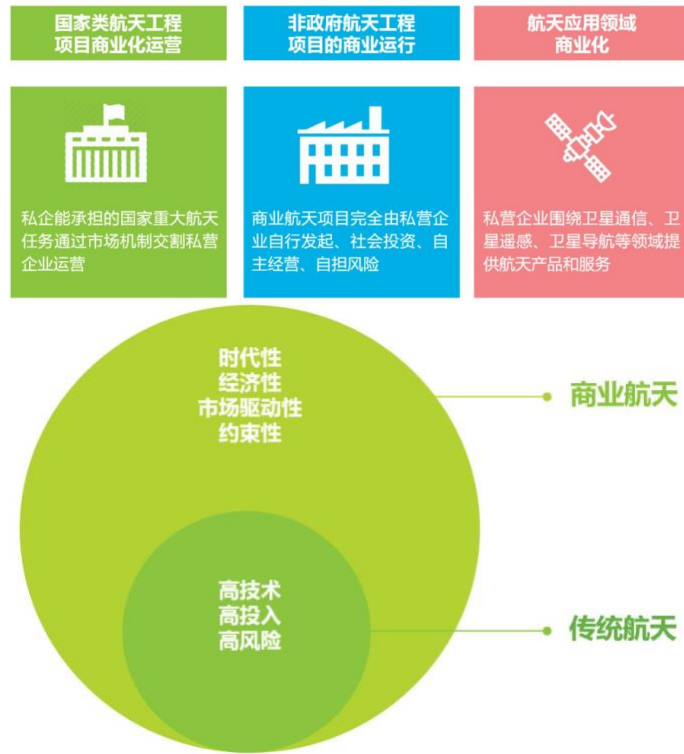 国家类航天工程
项目商业化运营
非政府航天工程
项目的商业运行
航天应用领域
商业化
私企能承担的国家重大航天
任务通过市场机制交割私营
企业运营
商业航天项目完全由私营企
业自行发起、社会投资、自
主经营、自担风险
私营企业围绕卫星通信、卫
星遥感、卫星导航等领域提
供航天产品和服务
时代性
经济性
市场驱动性
约束性
商业航天
高技术
高投入
高风险
传统航天